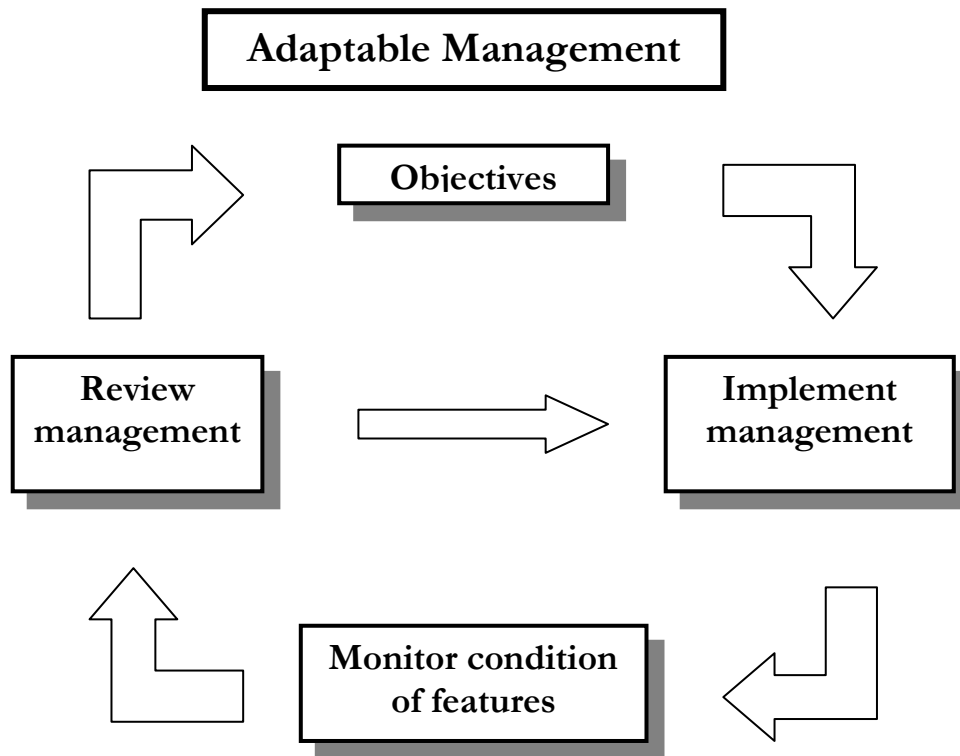 Adaptable Management
Objectives
Review
management
Implement
management
Monitor condition
of features